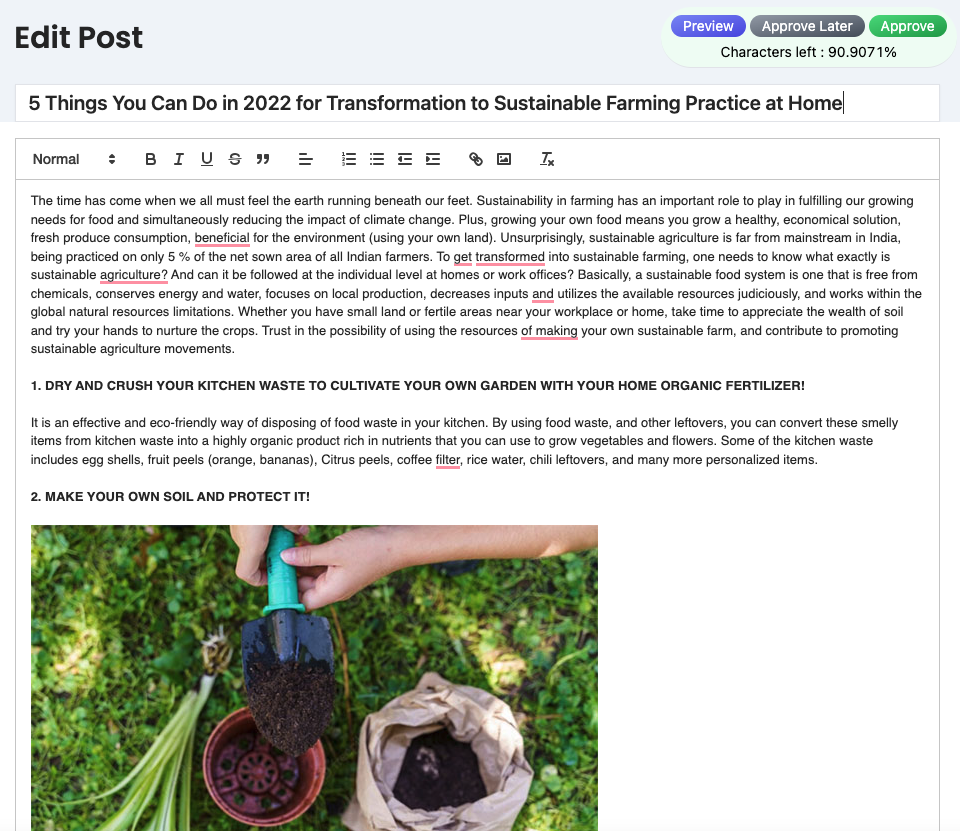 Edit Post
Preview Approve Later Approve
Characters left : 90.9071%
5 Things You Can Do in 2022 for Transformation to Sustainable Farming Practice at Home
Normal
The time has come when we all must feel the earth running beneath our feet. Sustainability in farming has an important role to play in fulfilling our growing
needs for food and simultaneously reducing the impact of climate change. Plus, growing your own food means you grow a healthy, economical solution,
fresh produce consumption, beneficial for the environment (using your own land). Unsurprisingly, sustainable agriculture is far from mainstream in India,
being practiced on only 5 % of the net sown area of all Indian farmers. To get transformed into sustainable farming, one needs to know what exactly is
sustainable agriculture? And can it be followed at the individual level at homes or work offices? Basically, a sustainable food system is one that is free from
chemicals, conserves energy and water, focuses on local production, decreases inputs and utilizes the available resources judiciously, and works within the
global natural resources limitations. Whether you have small land or fertile areas near your workplace or home, take time to appreciate the wealth of soil
and try your hands to nurture the crops. Trust in the possibility of using the resources of making your own sustainable farm, and contribute to promoting
sustainable agriculture movements.
1. DRY AND CRUSH YOUR KITCHEN WASTE TO CULTIVATE YOUR OWN GARDEN WITH YOUR HOME ORGANIC FERTILIZER!
It is an effective and eco-friendly way of disposing of food waste in your kitchen. By using food waste, and other leftovers, you can convert these smelly
items from kitchen waste into a highly organic product rich in nutrients that you can use to grow vegetables and flowers. Some of the kitchen waste
includes egg shells, fruit peels (orange, bananas), Citrus peels, coffee filter, rice water, chili leftovers, and many more personalized items.
2. MAKE YOUR OWN SOIL AND PROTECT IT!